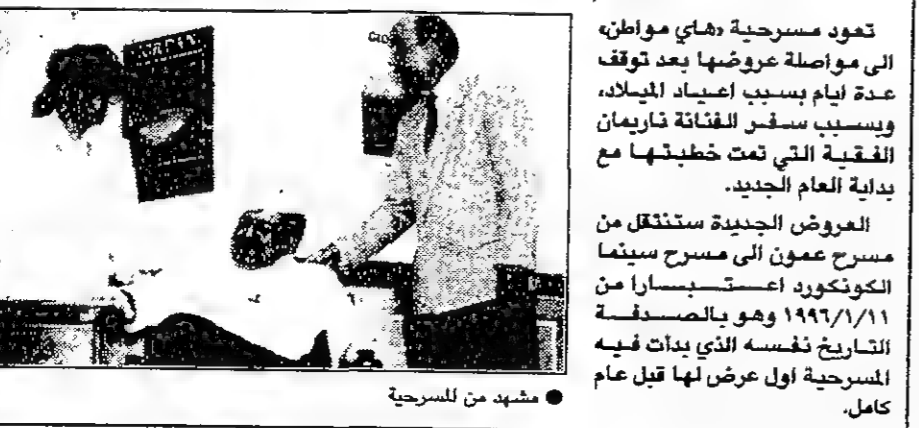 تعود مسرحية «هاي مواطن»
الى مواصلة عروضها بعد توقف
عدة ايام بسبب اعياد الميلاد،
وبسبب سفر الفنانة ناريمان
الفقية التي تمت خطبتها مع
بداية العام الجديد.
العروض الجديدة ستنتقل من
مسرح عمون الى مسرح سينما
الكونكورد اعتبارا من
١٩٩٦/١/١١ وهو بالصدفة
التاريخ نفسه الذي بدأت فيه
المسرحية اول عرض لها قبل عام
كامل.
● مشهد من المسرحية